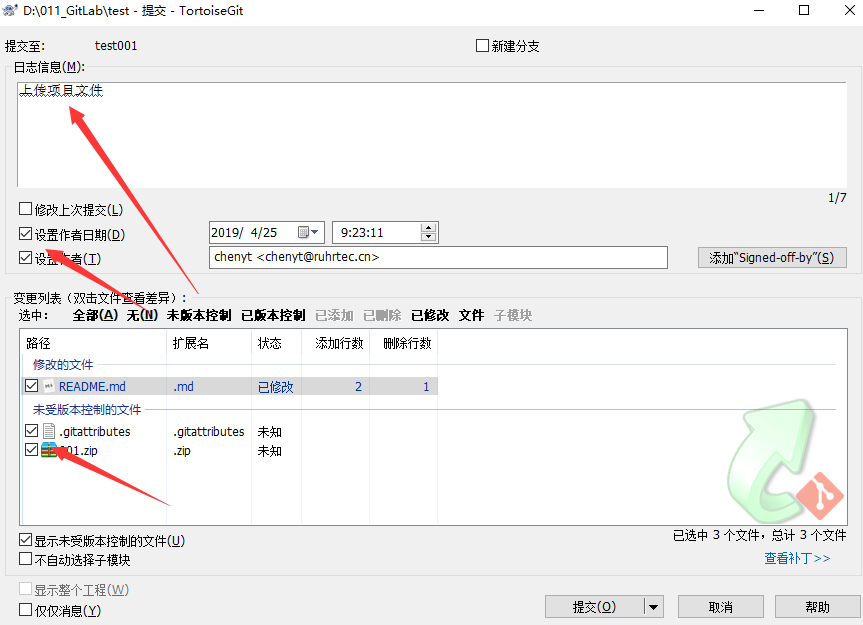 D:\011_GitLab\test - 提交 - TortoiseGit
提交至: test001 新建分支
日志信息(M):
上传项目文件
1/7
修改上次提交(L)
设置作者日期(D) 2019/ 4/25 9:23:11
设置作者(T) chenyt <chenyt@ruhrtec.cn> 添加"Signed-off-by"(S)
变更列表（双击文件查看差异）:
选中: 全部(A) 无(N) 未版本控制 已版本控制 已添加 已删除 已修改 文件 子模块
路径 扩展名 状态 添加行数 删除行数
修改的文件
README.md .md 已修改 2 1
未受版本控制的文件
.gitattributes .gitattributes 未知
001.zip .zip 未知
显示未受版本控制的文件(U) 已选中 3 个文件，总计 3 个文件
不自动选择子模块 查看补丁>>
显示整个工程(W)
仅仅消息(Y) 提交(O) 取消 帮助